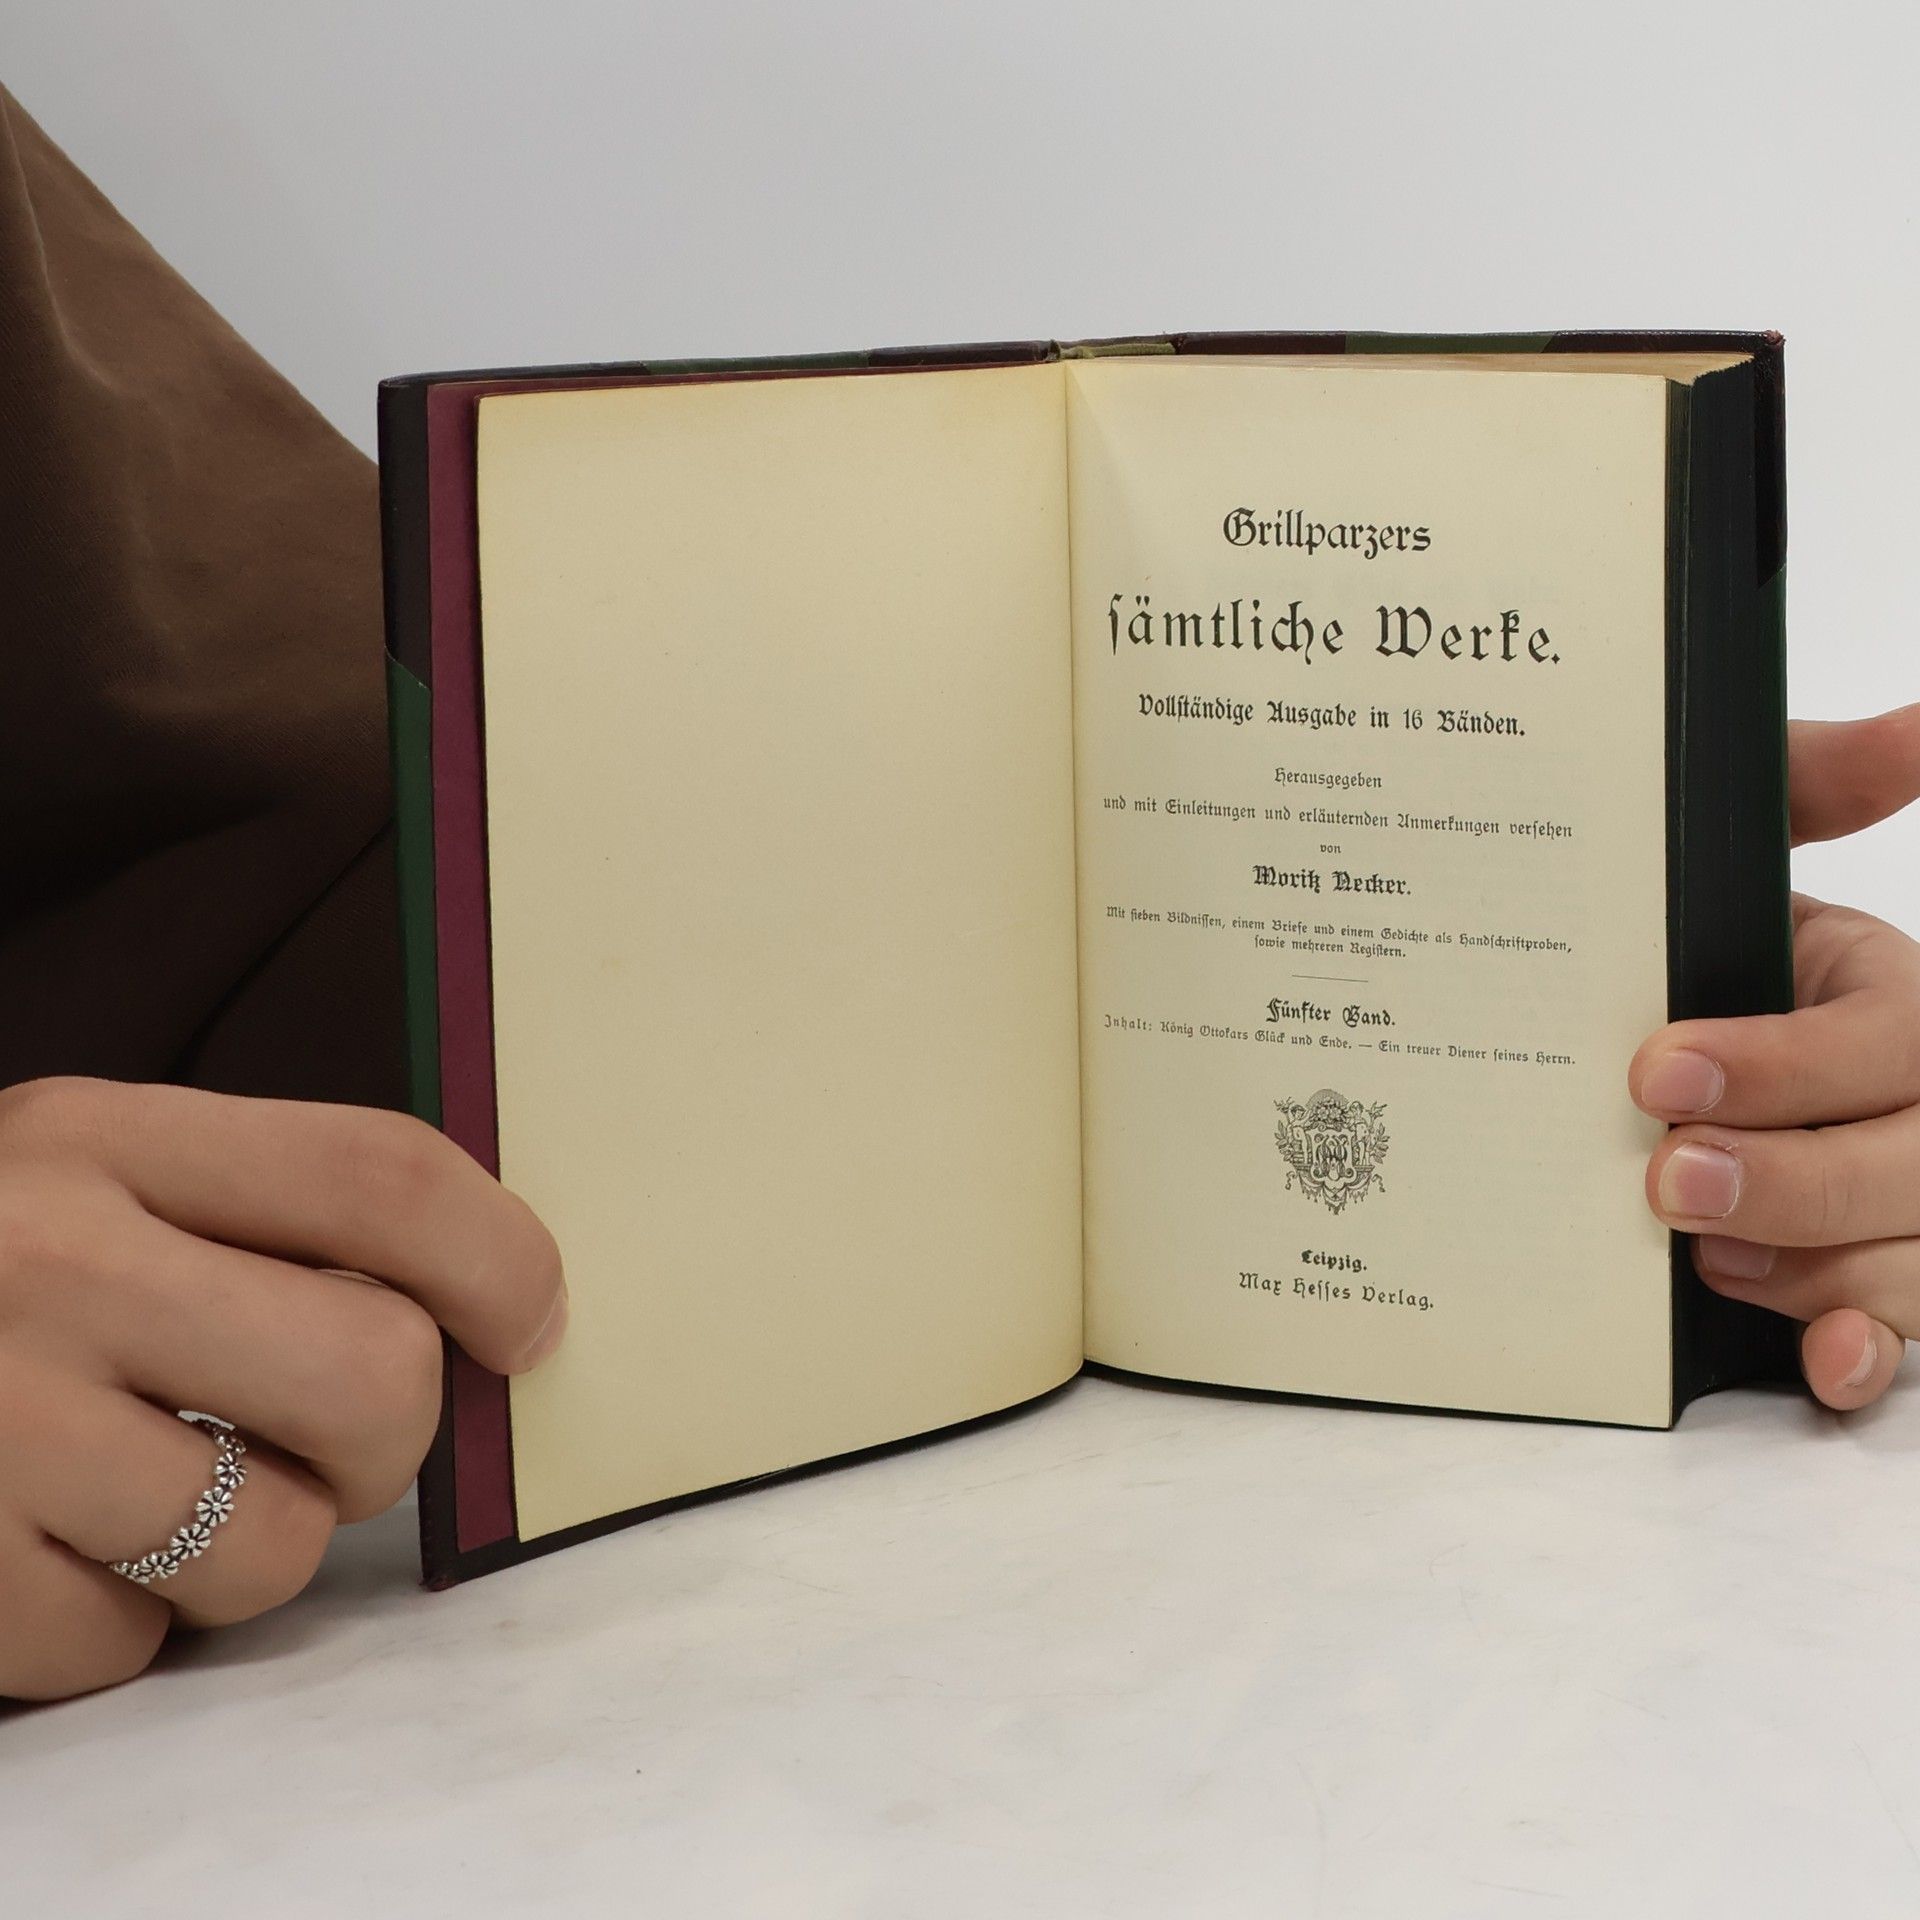 Grillparzers
ſämtliche Werke.
Vollſtändige Ausgabe in 16 Bänden.
Herausgegeben
und mit Einleitungen und erläuternden Anmerkungen verſehen
von
Moritz Necker.
Mit ſieben Bildniſſen, einem Briefe und einem Gedichte als Handſchriftproben,
ſowie mehreren Regiſtern.
Fünfter Band.
Inhalt: König Ottokars Glück und Ende. — Ein treuer Diener ſeines Herrn.
Leipzig.
Max Heſſes Verlag.